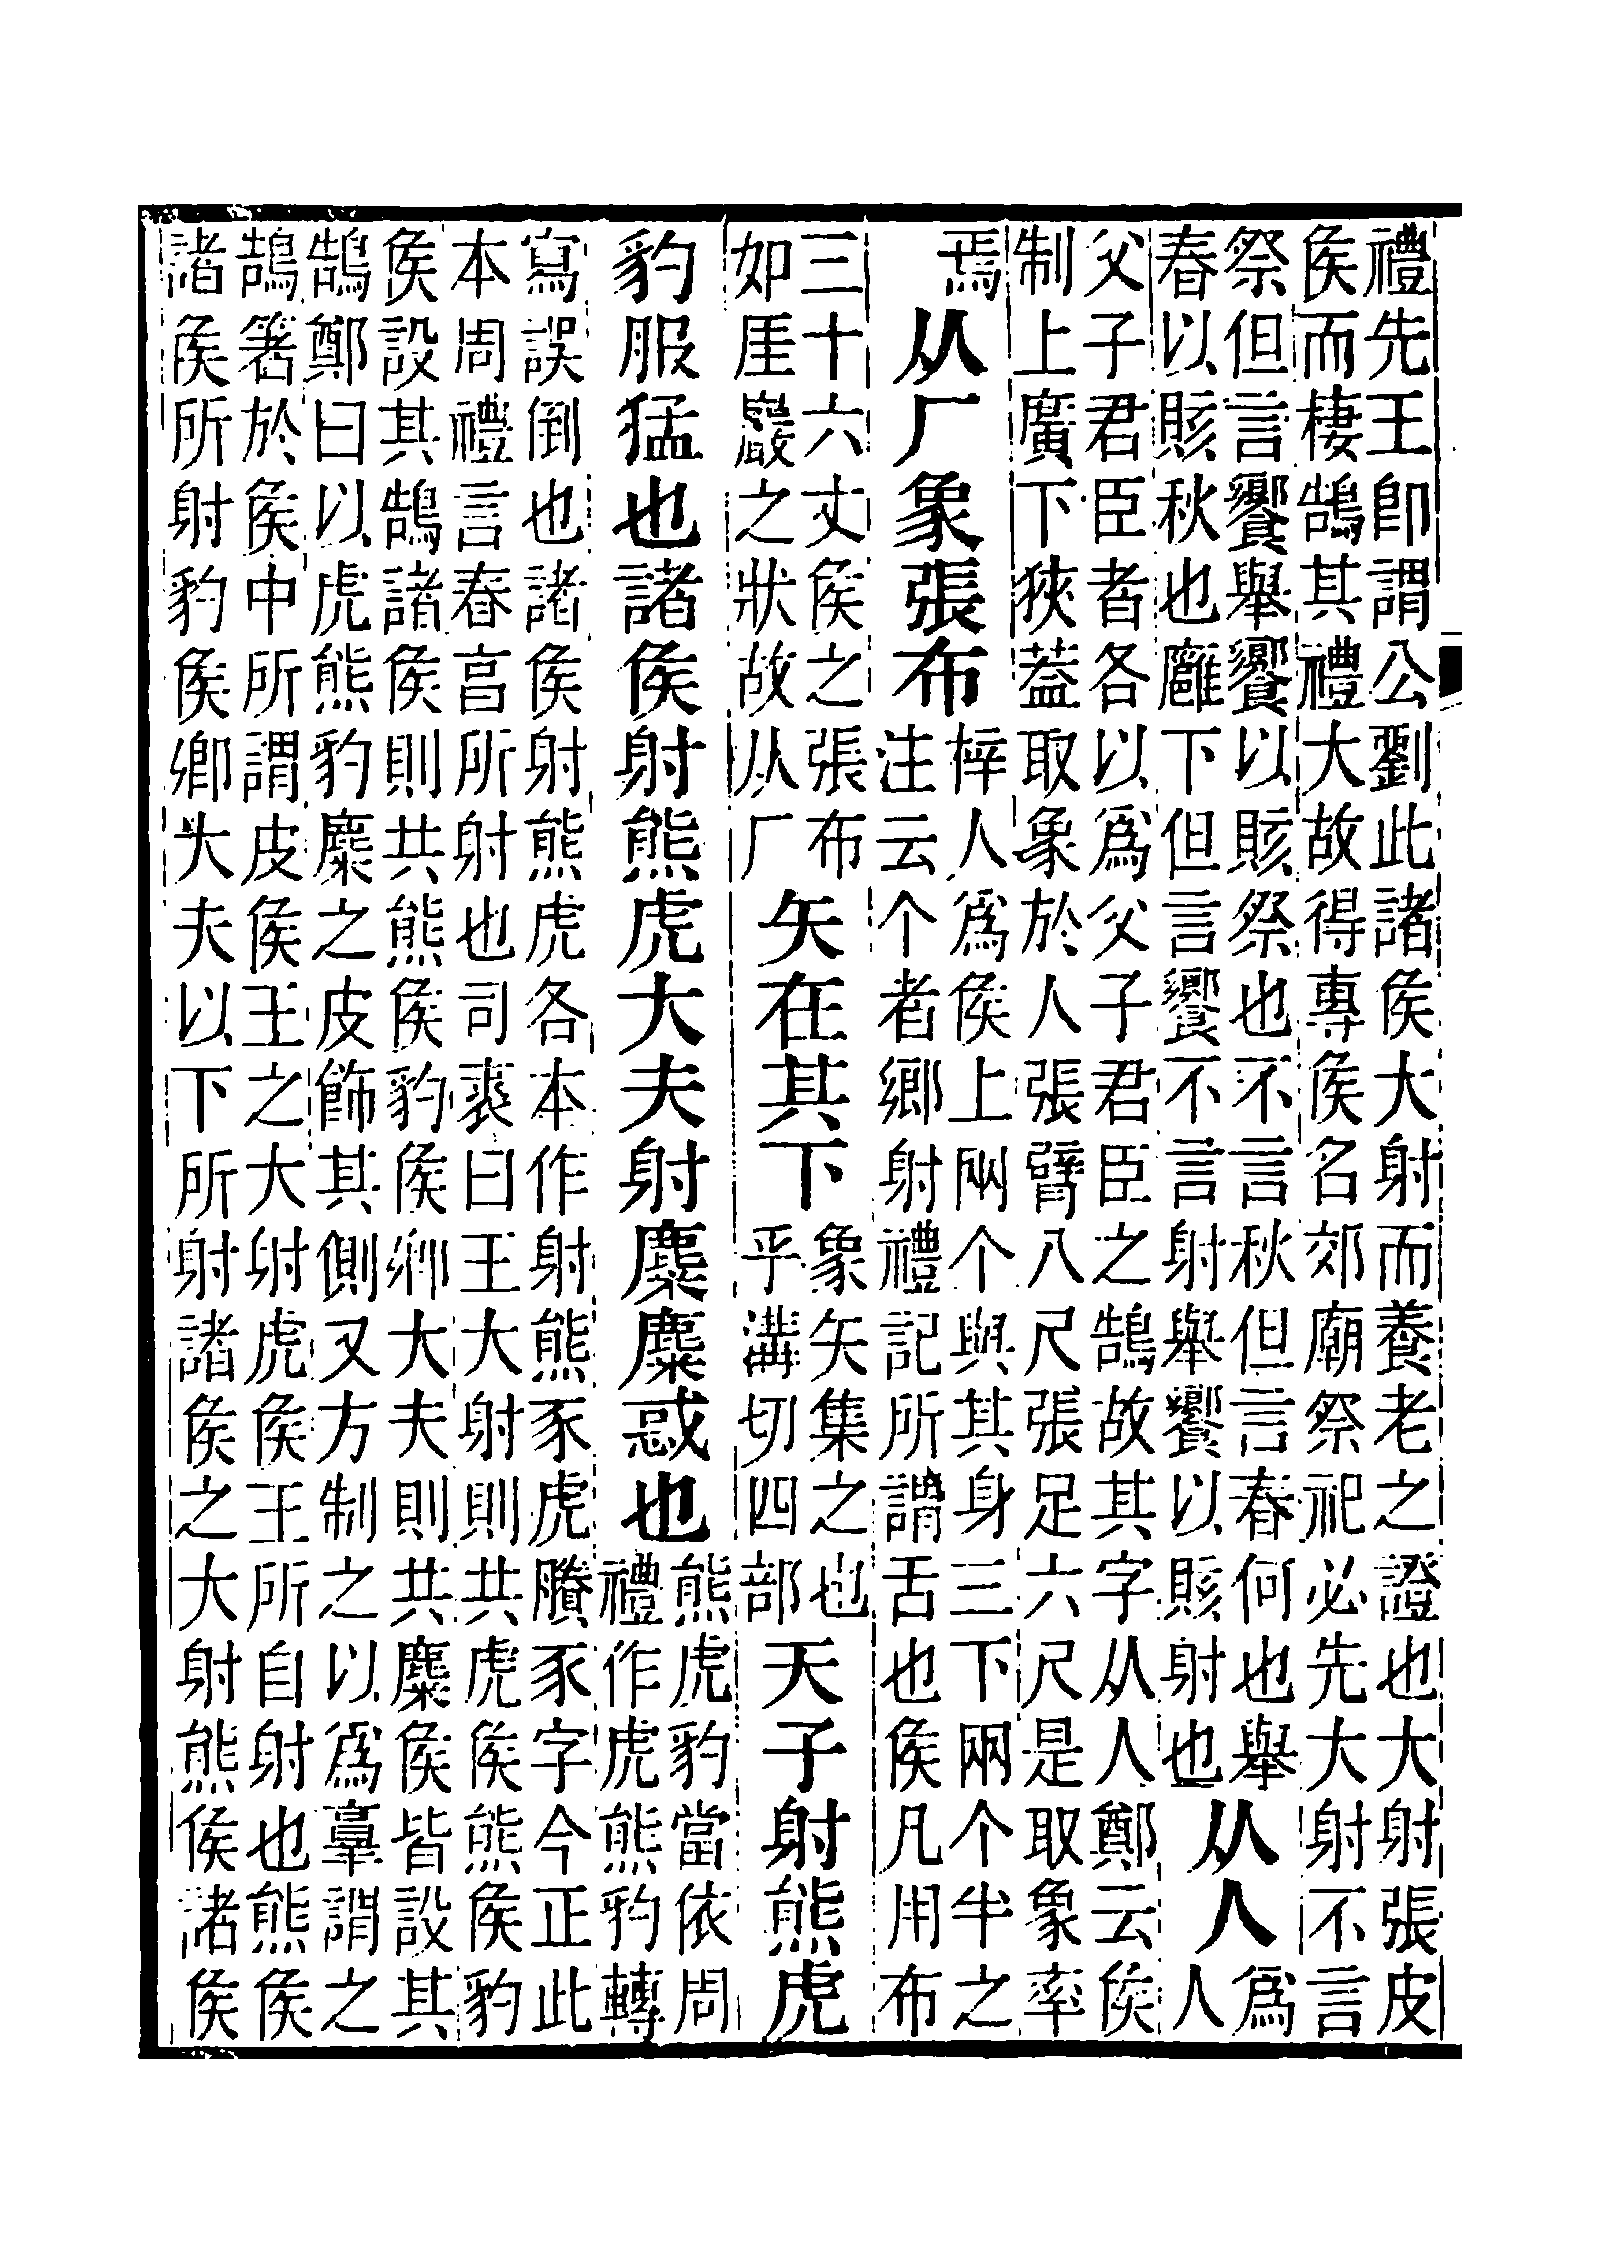 禮先王卽謂公劉此諸矦大射而養老之證也大射張皮
矦而棲鵠其禮大故得專矦名郊廟祭祀必先大射不言
祭但言饗舉饗以賅祭也不言秋但言春何也舉
春以賅秋也廱下但言饗不言射舉饗以賅射也
从人
爲
人
父子君臣者各以爲父子君臣之鵠故其字从人鄭云矦
制上廣下狹葢取象於人張臂八尺張足六尺是取象率
焉
从厂象張布
梓人爲矦上网个與其身三下兩个半之
注云个者鄉射禮記所謂舌也矦凡用布
三十六丈矦之張布
如厓巖之狀故从厂
矢在其下
象矢集之也
乎溝切四部
天子射熊虎
豹服猛也諸矦射熊虎大夫射麋麋惑也
熊虎豹當依周
禮作虎熊豹轉
寫誤倒也諸矦射熊虎各本作射熊豕虎賸豕字今正此
本周禮言春亯所射也司裘曰王大射則共虎矦熊矦豹
矦設其鵠諸矦則共熊矦豹矦卿大夫則共麋矦皆設其
鵠鄭曰以虎熊豹麋之皮飾其側又方制之以爲𦎫謂之
鵠箸於矦中所謂皮矦王之大射虎矦王所自射也熊矦
諸矦所射豹矦卿大夫以下所射諸矦之大射熊矦諸矦